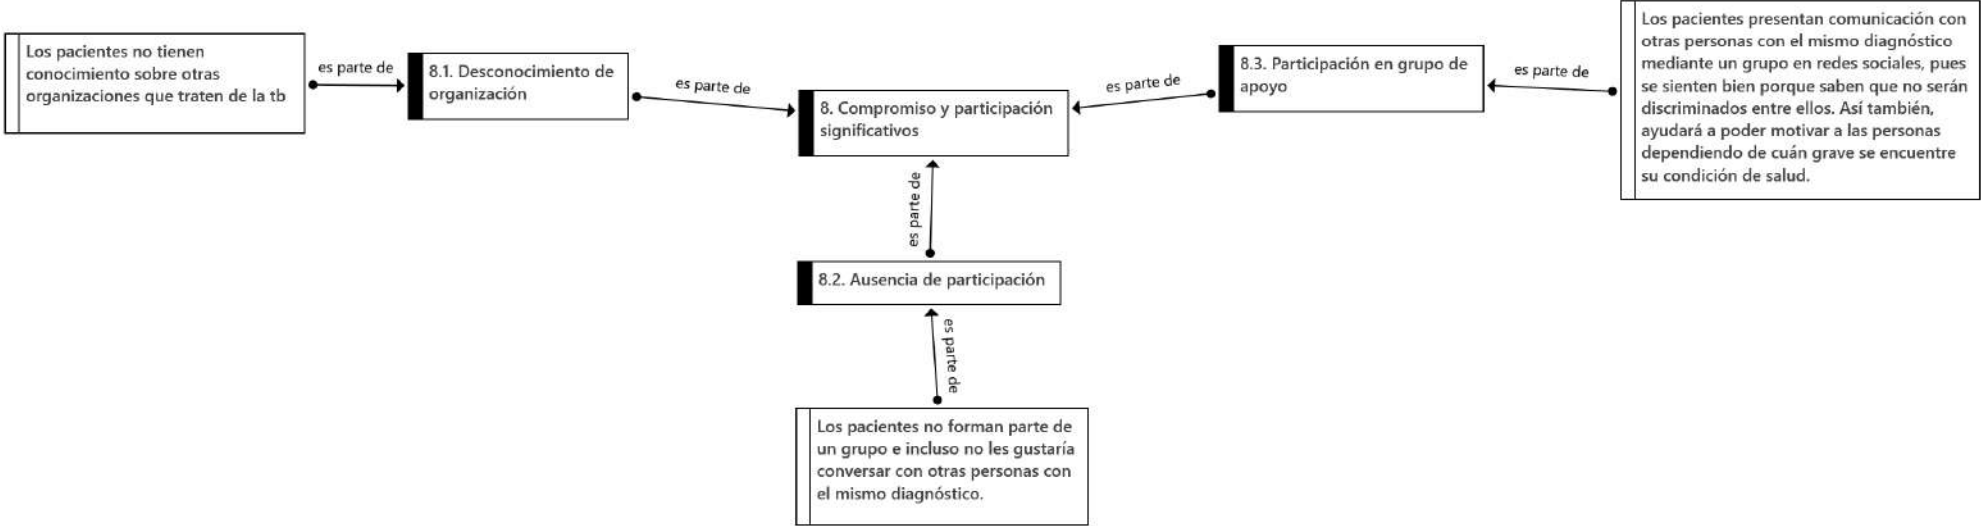 Los pacientes no tienen
conocimiento sobre otras
organizaciones que traten de la tb
es parte de
8.1. Desconocimiento de
organización
es parte de
8. Compromiso y participación
significativos
es parte de
8.3. Participación en grupo de
apoyo
es parte de
Los pacientes presentan comunicación con
otras personas con el mismo diagnóstico
mediante un grupo en redes sociales, pues
se sienten bien porque saben que no serán
discriminados entre ellos. Así también,
ayudará a poder motivar a las personas
dependiendo de cuán grave se encuentre
su condición de salud.
es parte de
8.2. Ausencia de participación
es parte de
Los pacientes no forman parte de
un grupo e incluso no les gustaría
conversar con otras personas con
el mismo diagnóstico.